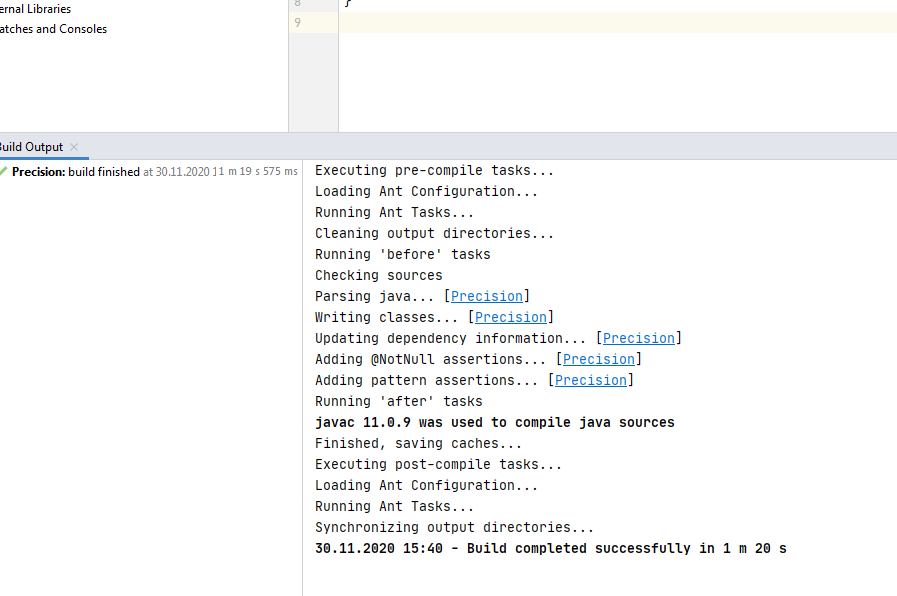 ernal Libraries
atches and Consoles
8 }
9
Build Output ×
Precision: build finished at 30.11.2020 11 m 19 s 575 ms
Executing pre-compile tasks...
Loading Ant Configuration...
Running Ant Tasks...
Cleaning output directories...
Running 'before' tasks
Checking sources
Parsing java... [Precision]
Writing classes... [Precision]
Updating dependency information... [Precision]
Adding @NotNull assertions... [Precision]
Adding pattern assertions... [Precision]
Running 'after' tasks
javac 11.0.9 was used to compile java sources
Finished, saving caches...
Executing post-compile tasks...
Loading Ant Configuration...
Running Ant Tasks...
Synchronizing output directories...
30.11.2020 15:40 - Build completed successfully in 1 m 20 s